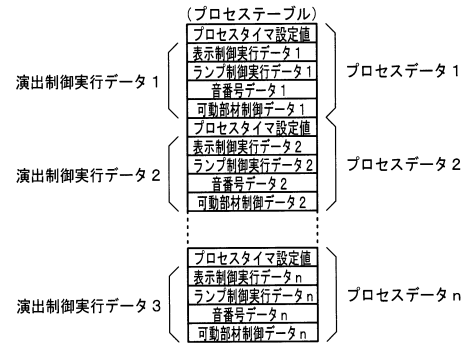 (プロセステーブル)
プロセスタイマ設定値
表示制御実行データ1
ランプ制御実行データ1
音番号データ1
可動部材制御データ1
演出制御実行データ1
プロセスデータ1
プロセスタイマ設定値
表示制御実行データ2
ランプ制御実行データ2
音番号データ2
可動部材制御データ2
演出制御実行データ2
プロセスデータ2
プロセスタイマ設定値
表示制御実行データn
ランプ制御実行データn
音番号データn
可動部材制御データn
演出制御実行データ3
プロセスデータn